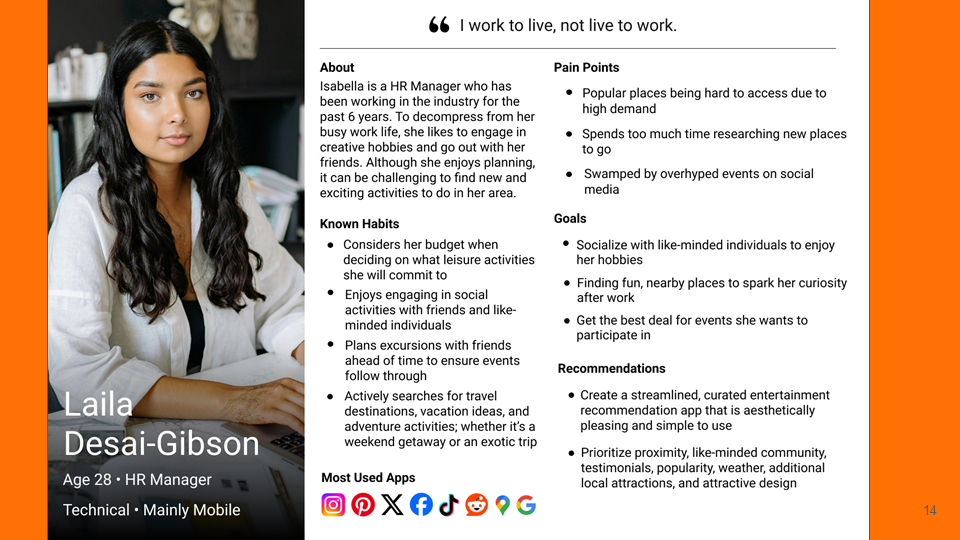 ❝ I work to live, not live to work.
About
Isabella is a HR Manager who has
been working in the industry for the
past 6 years. To decompress from her
busy work life, she likes to engage in
creative hobbies and go out with her
friends. Although she enjoys planning,
it can be challenging to find new and
exciting activities to do in her area.
Known Habits
● Considers her budget when
deciding on what leisure activities
she will commit to
● Enjoys engaging in social
activities with friends and like-
minded individuals
● Plans excursions with friends
ahead of time to ensure events
follow through
● Actively searches for travel
destinations, vacation ideas, and
adventure activities; whether it's a
weekend getaway or an exotic trip
Most Used Apps
Pain Points
● Popular places being hard to access due to
high demand
● Spends too much time researching new places
to go
● Swamped by overhyped events on social
media
Goals
● Socialize with like-minded individuals to enjoy
her hobbies
● Finding fun, nearby places to spark her curiosity
after work
● Get the best deal for events she wants to
participate in
Recommendations
● Create a streamlined, curated entertainment
recommendation app that is aesthetically
pleasing and simple to use
● Prioritize proximity, like-minded community,
testimonials, popularity, weather, additional
local attractions, and attractive design
Laila
Desai-Gibson
Age 28 • HR Manager
Technical • Mainly Mobile
14